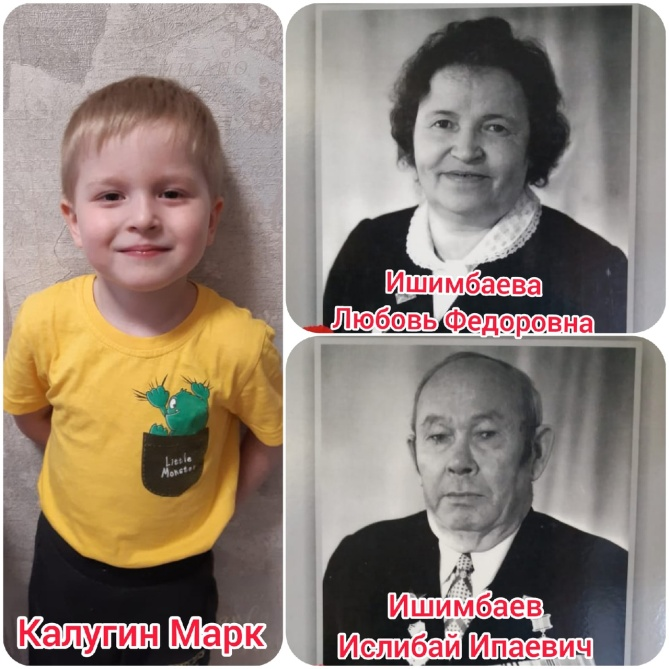 Little
Monster
Калугин Марк
Ишимбаева
Любовь Федоровна
Ишимбаев
Ислибай Ипаевич